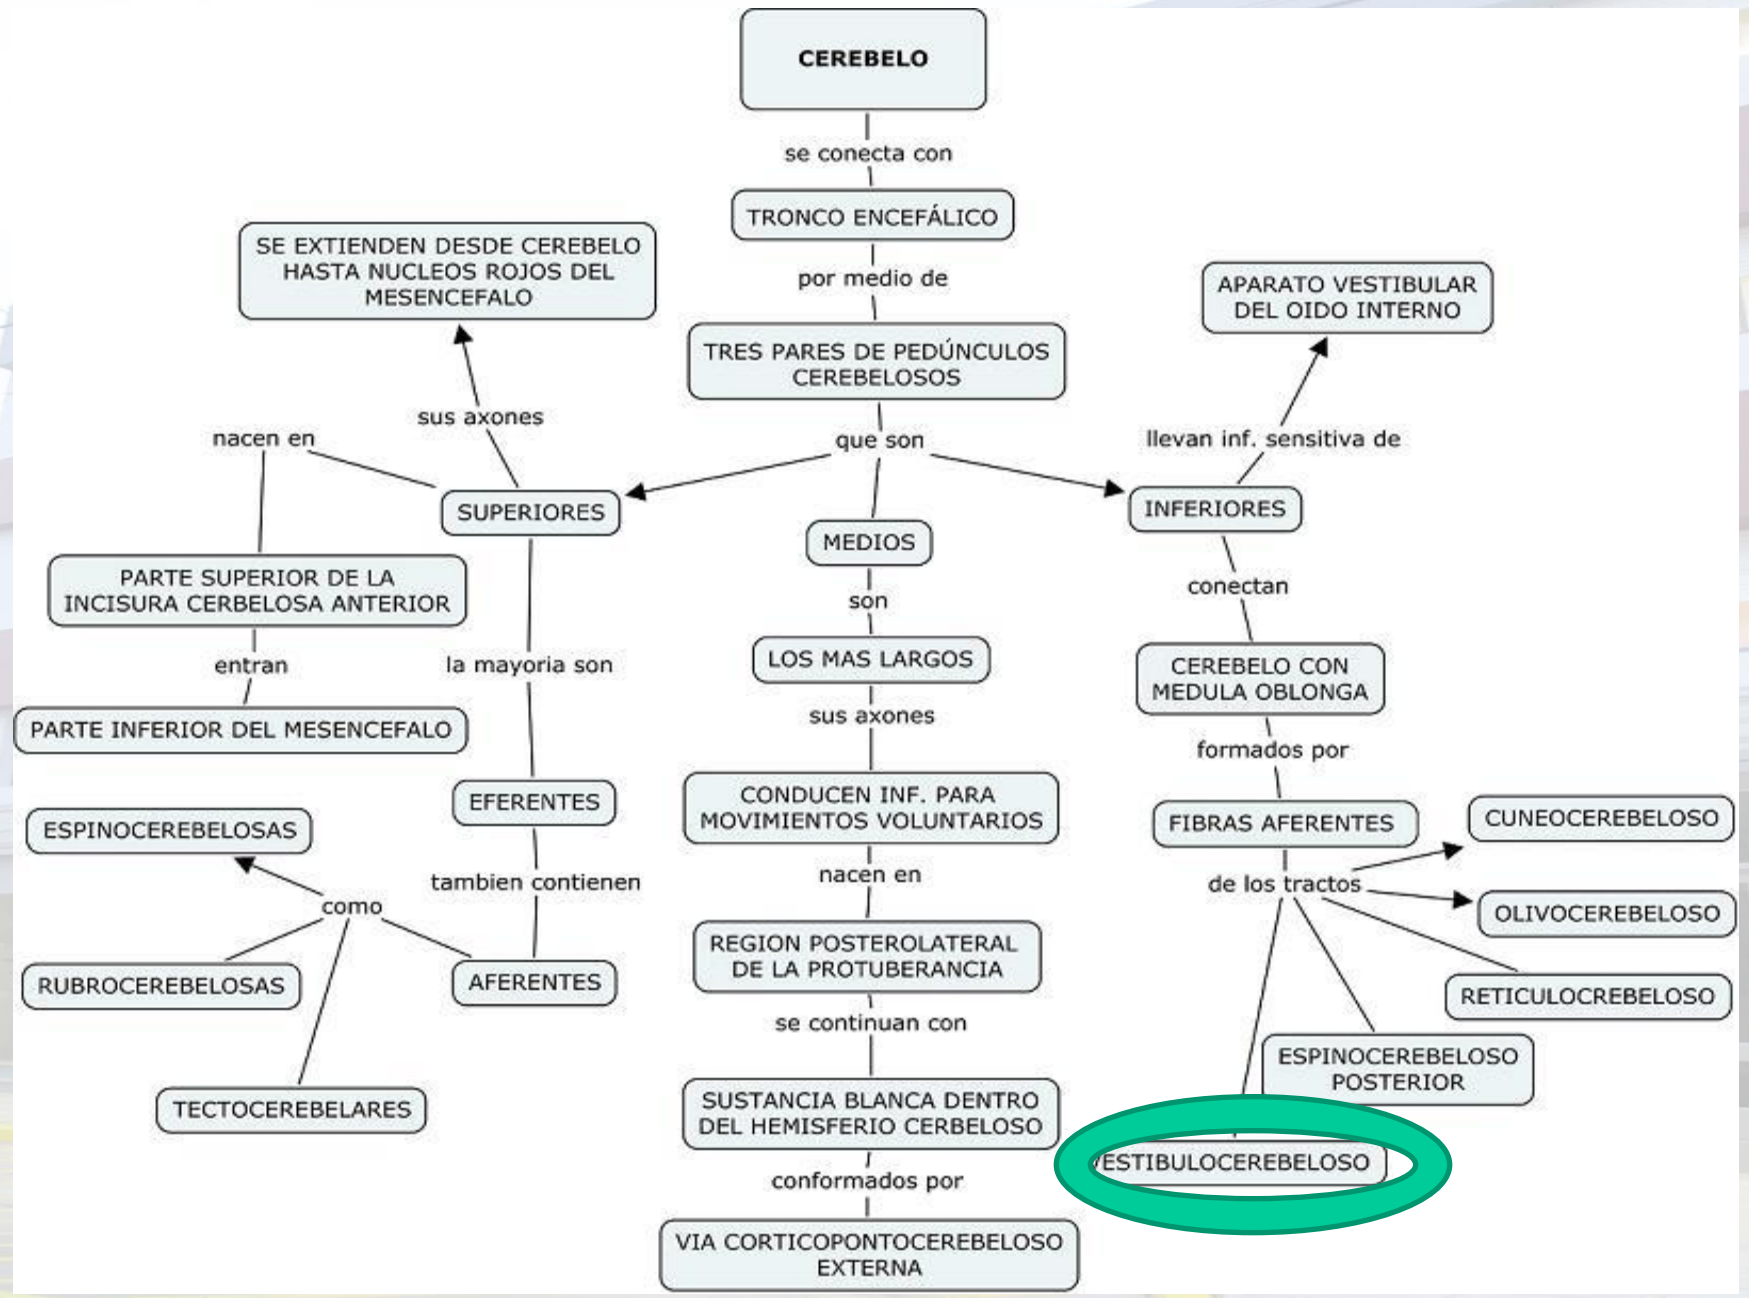 CEREBELO
se conecta con
TRONCO ENCEFÁLICO
por medio de
TRES PARES DE PEDÚNCULOS
CEREBELOSOS
que son
SE EXTIENDEN DESDE CEREBELO
HASTA NUCLEOS ROJOS DEL
MESENCEFALO
sus axones
nacen en
SUPERIORES
PARTE SUPERIOR DE LA
INCISURA CERBELOSA ANTERIOR
entran
PARTE INFERIOR DEL MESENCEFALO
la mayoria son
EFERENTES
tambien contienen
AFERENTES
como
ESPINOCEREBELOSAS
RUBROCEREBELOSAS
TECTOCEREBELARES
MEDIOS
son
LOS MAS LARGOS
sus axones
CONDUCEN INF. PARA
MOVIMIENTOS VOLUNTARIOS
nacen en
REGION POSTEROLATERAL
DE LA PROTUBERANCIA
se continuan con
SUSTANCIA BLANCA DENTRO
DEL HEMISFERIO CERBELOSO
conformados por
VIA CORTICOPONTOCEREBELOSO
EXTERNA
APARATO VESTIBULAR
DEL OIDO INTERNO
llevan inf. sensitiva de
INFERIORES
conectan
CEREBELO CON
MEDULA OBLONGA
formados por
FIBRAS AFERENTES
de los tractos
CUNEOCEREBELOSO
OLIVOCEREBELOSO
RETICULOCREBELOSO
ESPINOCEREBELOSO
POSTERIOR
VESTIBULOCEREBELOSO